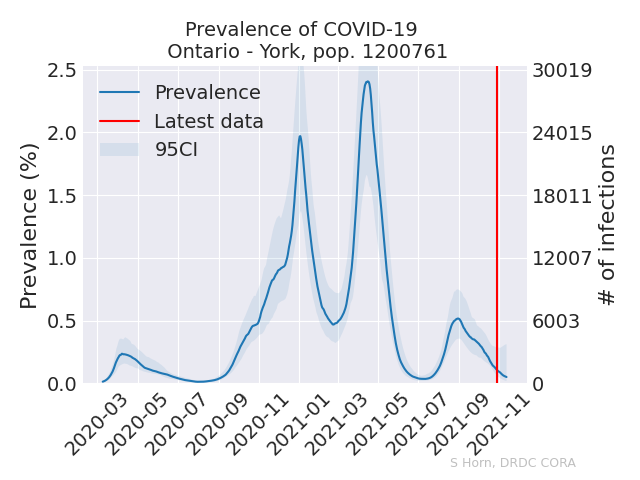 Prevalence of COVID-19
Ontario - York, pop. 1200761
Prevalence
Latest data
95CI
Prevalence (%)
2.5
2.0
1.5
1.0
0.5
0.0
30019
24015
18011
12007
6003
0
# of infections
2020-03
2020-05
2020-07
2020-09
2020-11
2021-01
2021-03
2021-05
2021-07
2021-09
2021-11
S Horn, DRDC CORA